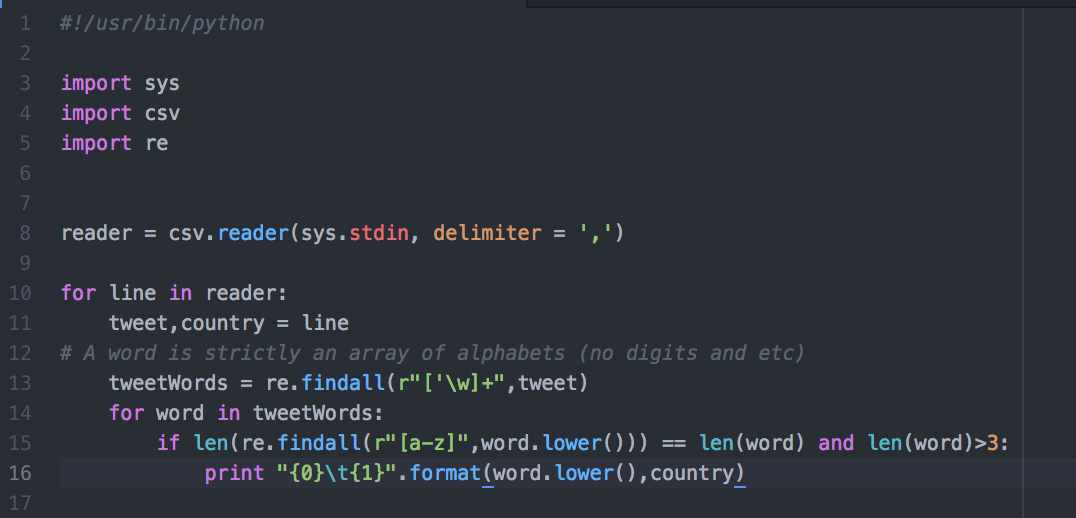 1 #!/usr/bin/python
2
3 import sys
4 import csv
5 import re
6
7
8 reader = csv.reader(sys.stdin, delimiter = ',')
9
10 for line in reader:
11     tweet,country = line
12 # A word is strictly an array of alphabets (no digits and etc)
13     tweetWords = re.findall(r"['\w]+",tweet)
14     for word in tweetWords:
15         if len(re.findall(r"[a-z]",word.lower())) == len(word) and len(word)>3:
16             print "{0}\t{1}".format(word.lower(),country)
17